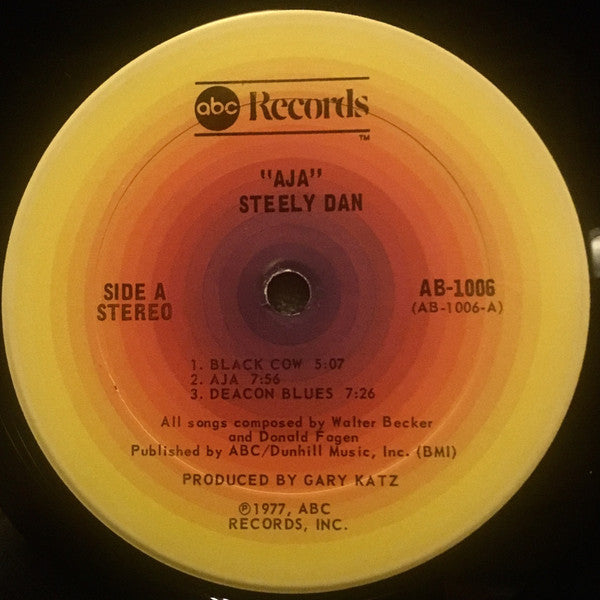 abc Records
TM
"AJA"
STEELY DAN
SIDE A
STEREO
AB-1006
(AB-1006-A)
1. BLACK COW 5:07
2. AJA 7:56
3. DEACON BLUES 7:26
All songs composed by Walter Becker
and Donald Fagen
Published by ABC/Dunhill Music, Inc. (BMI)
PRODUCED BY GARY KATZ
℗1977, ABC
RECORDS, INC.